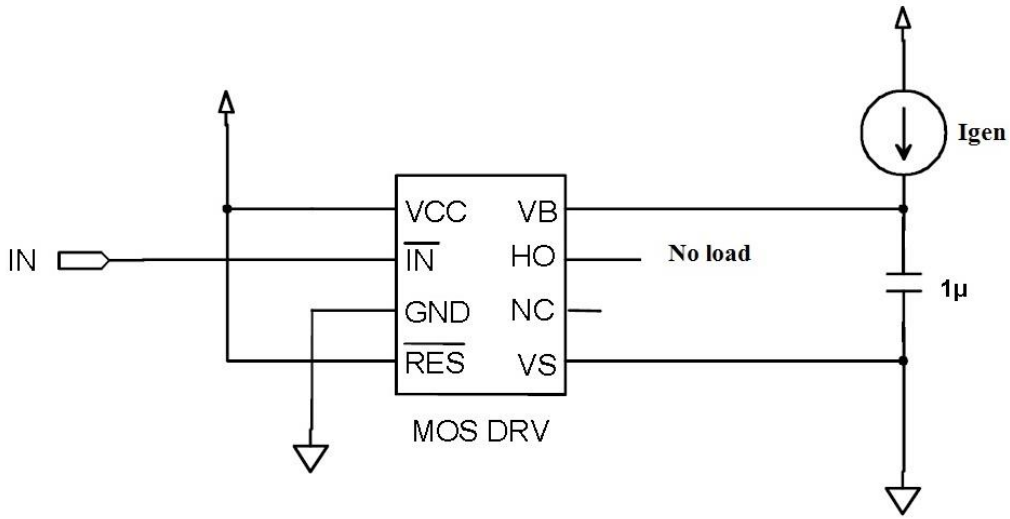 Igen
VCC VB
IN IN HO No load
GND NC 1µ
RES VS
MOS DRV